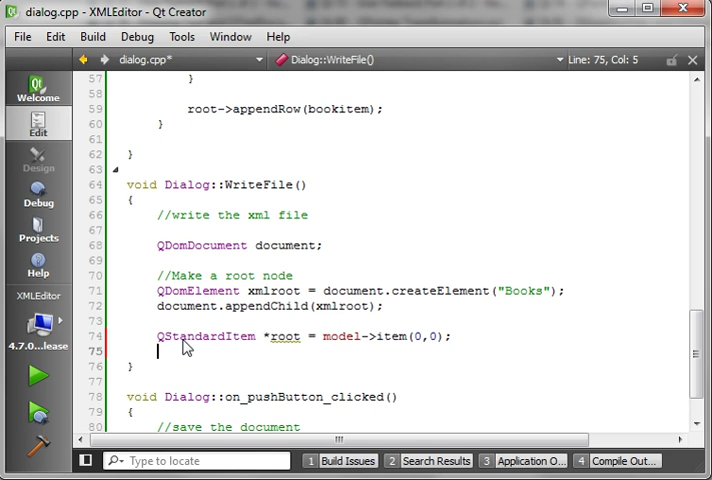 dialog.cpp - XMLEditor - Qt Creator
File Edit Build Debug Tools Window Help
dialog.cpp* Dialog::WriteFile() Line: 75, Col: 5
Welcome
Edit
Design
Debug
Projects
Help
XMLEditor
4.7.0...lease
57 }
58
59 root->appendRow(bookitem);
60 }
61
62 }
63
64 void Dialog::WriteFile()
65 {
66 //write the xml file
67
68 QDomDocument document;
69
70 //Make a root node
71 QDomElement xmlroot = document.createElement("Books");
72 document.appendChild(xmlroot);
73
74 QStandardItem *root = model->item(0,0);
75
76 }
77
78 void Dialog::on_pushButton_clicked()
79 {
80 //save the document
Type to locate 1 Build Issues 2 Search Results 3 Application O... 4 Compile Out...